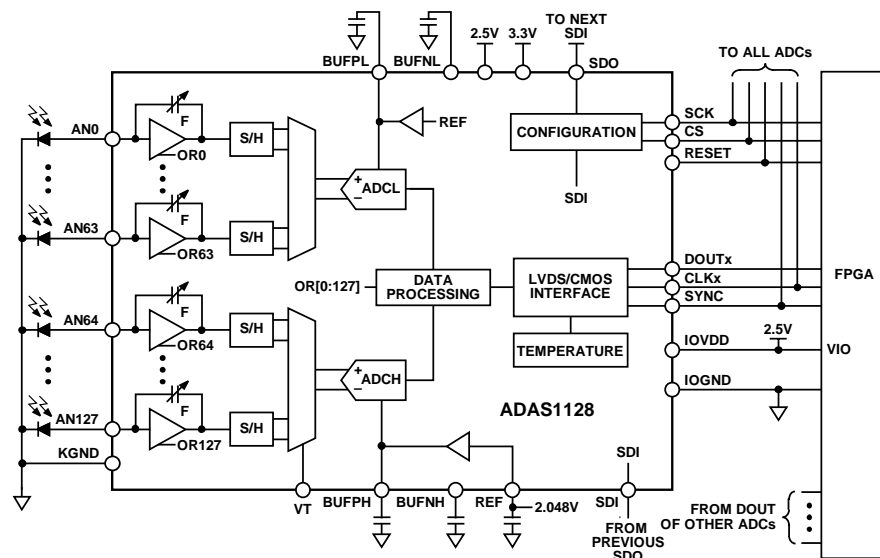 TO NEXT
SDI
2.5V
3.3V
BUFPL
BUFNL
SDO
TO ALL ADCs
AN0
F
OR0
S/H
REF
CONFIGURATION
SCK
CS
RESET
SDI
+
−
ADCL
AN63
F
OR63
S/H
OR[0:127]
DATA
PROCESSING
LVDS/CMOS
INTERFACE
DOUTx
CLKx
SYNC
FPGA
AN64
F
OR64
S/H
TEMPERATURE
2.5V
IOVDD
VIO
+
−
ADCH
IOGND
AN127
F
OR127
S/H
ADAS1128
KGND
SDI
VT
BUFPH
BUFNH
REF
2.048V
SDI
FROM
PREVIOUS
SDO
FROM DOUT
OF OTHER ADCs